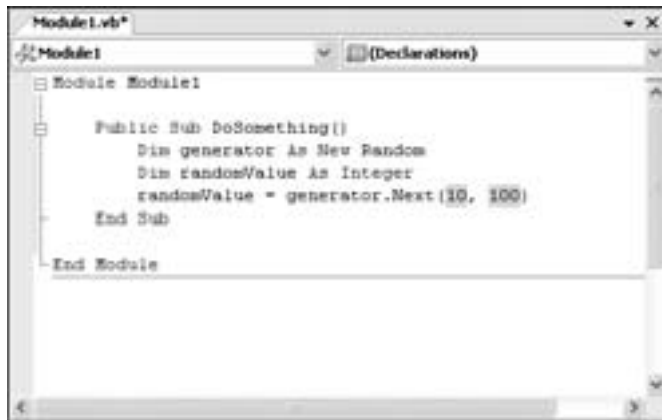 Module1.vb*
Module1
(Declarations)
Module Module1
Public Sub DoSomething()
Dim generator As New Random
Dim randomValue As Integer
randomValue = generator.Next(10, 100)
End Sub
End Module